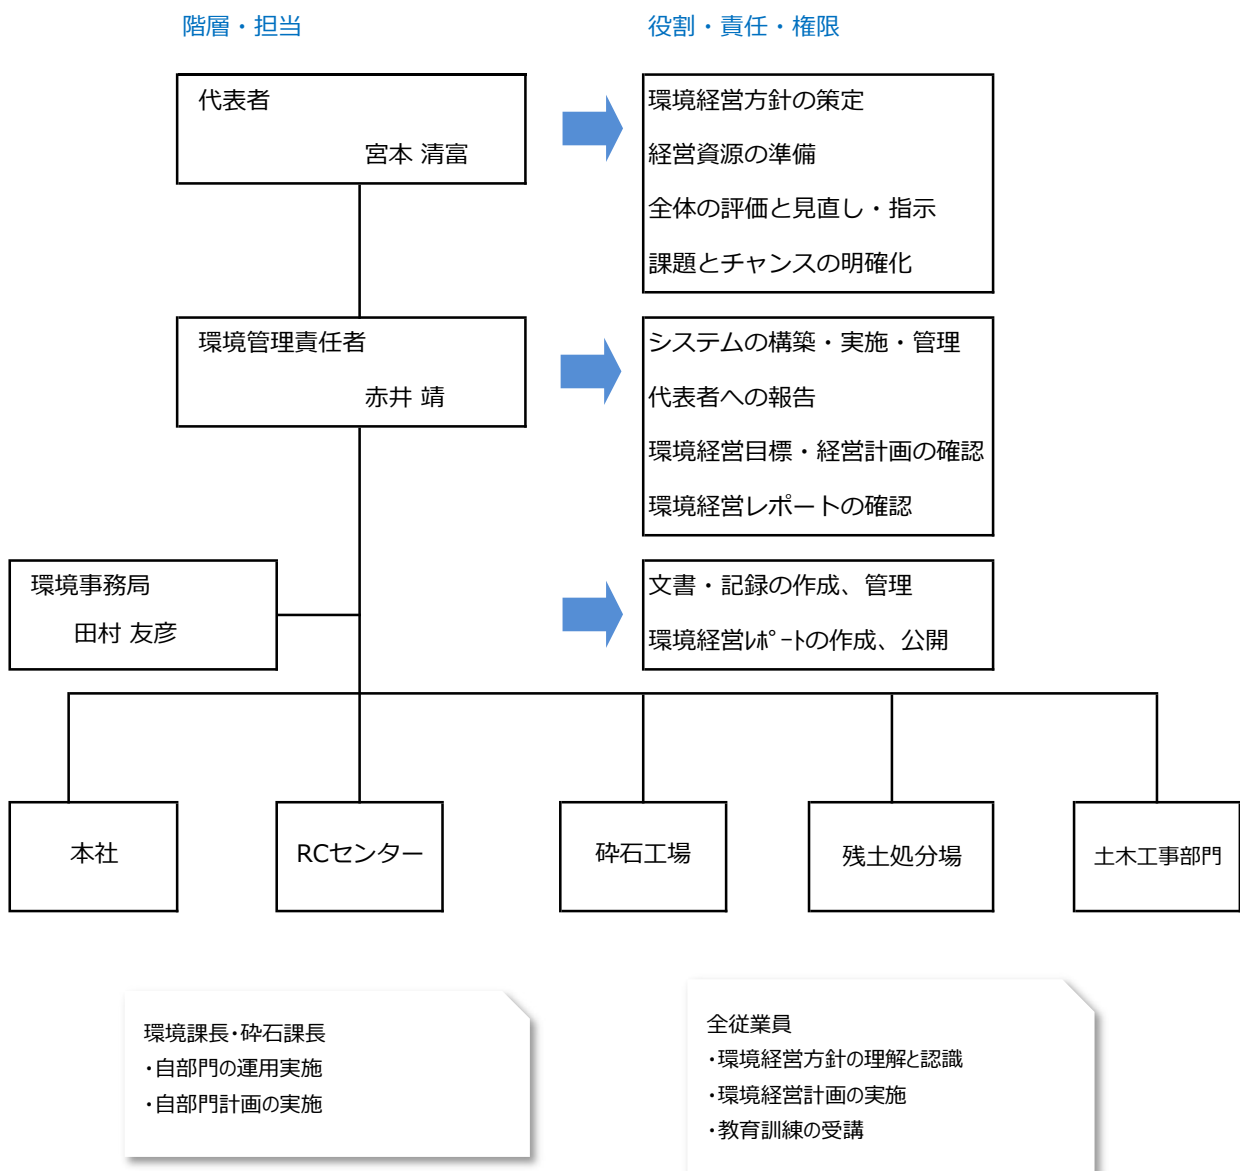 階層・担当
役割・責任・権限
代表者
宮本 清富
環境経営方針の策定
経営資源の準備
全体の評価と見直し・指示
課題とチャンスの明確化
環境管理責任者
赤井 靖
システムの構築・実施・管理
代表者への報告
環境経営目標・経営計画の確認
環境経営レポートの確認
環境事務局
田村 友彦
文書・記録の作成、管理
環境経営ﾚﾎﾟｰﾄの作成、公開
本社
RCセンター
砕石工場
残土処分場
土木工事部門
環境課長・砕石課長
・自部門の運用実施
・自部門計画の実施
全従業員
・環境経営方針の理解と認識
・環境経営計画の実施
・教育訓練の受講